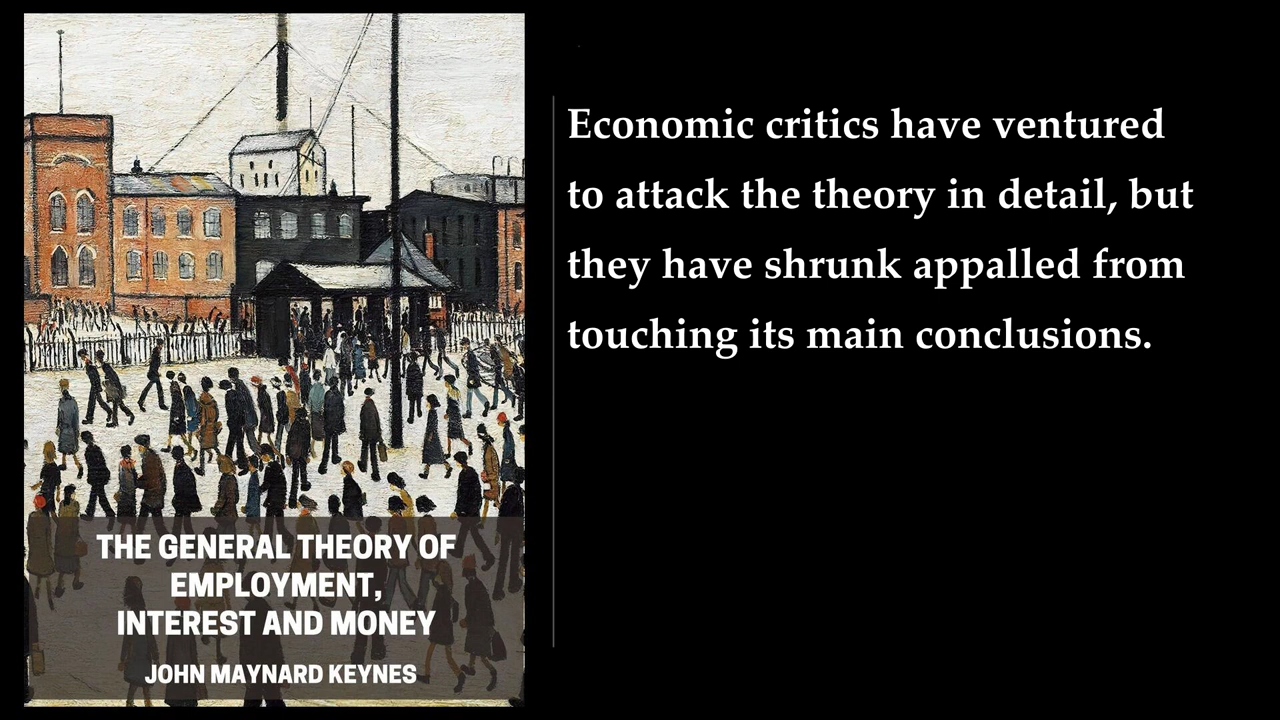 Economic critics have ventured
to attack the theory in detail, but
they have shrunk appalled from
touching its main conclusions.
THE GENERAL THEORY OF
EMPLOYMENT,
INTEREST AND MONEY
JOHN MAYNARD KEYNES